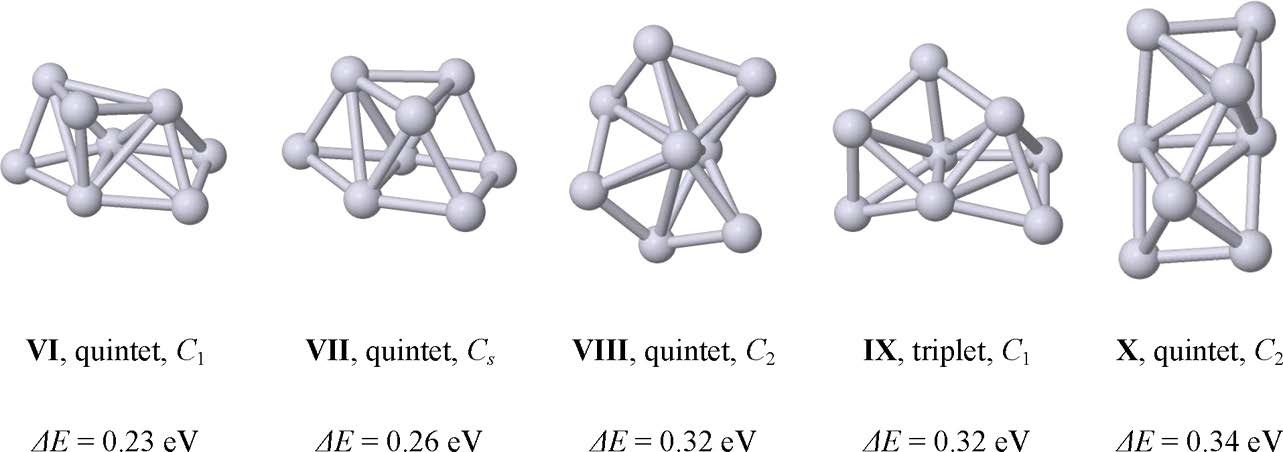 VI, quintet, C1 VII, quintet, Cs VIII, quintet, C2 IX, triplet, C1 X, quintet, C2
ΔE = 0.23 eV ΔE = 0.26 eV ΔE = 0.32 eV ΔE = 0.32 eV ΔE = 0.34 eV